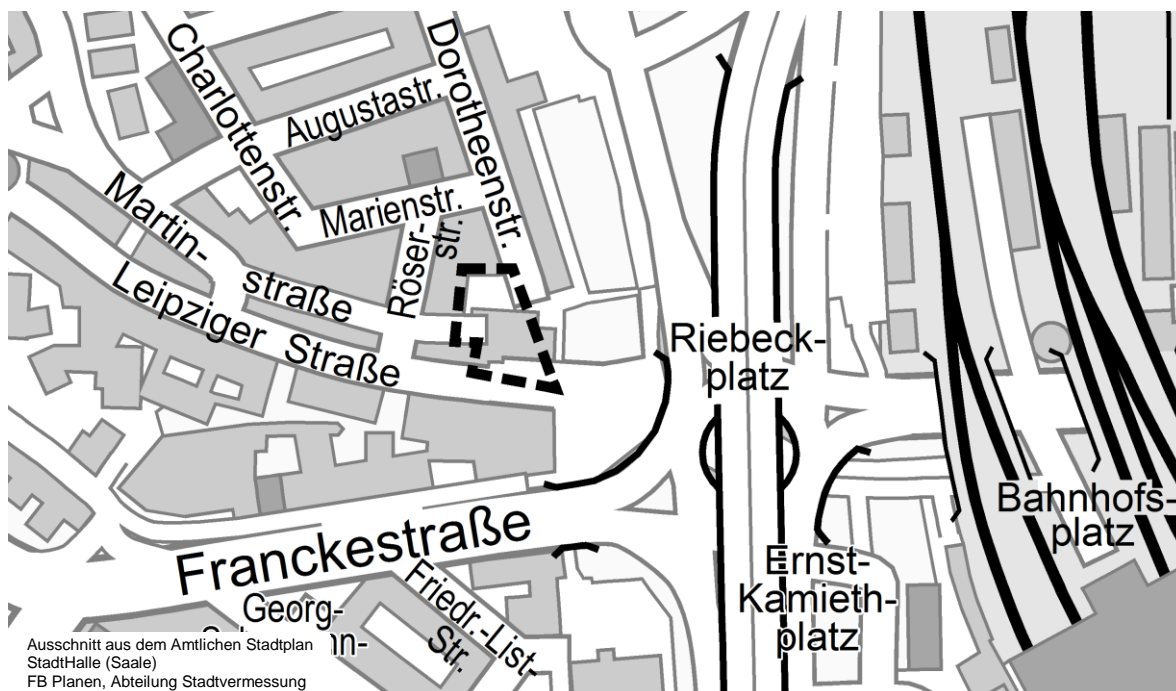 Charlottenstr.
Dorotheenstr.
Augustastr.
Marienstr.
Martin-
straße
Röser-
str.
Leipziger Straße
Riebeck-
platz
Bahnhofs-
platz
Franckestraße
Ernst-
Kamieth-
platz
Friedr.-List-
Str.
Georg-
Ausschnitt aus dem Amtlichen Stadtplan
StadtHalle (Saale)
FB Planen, Abteilung Stadtvermessung